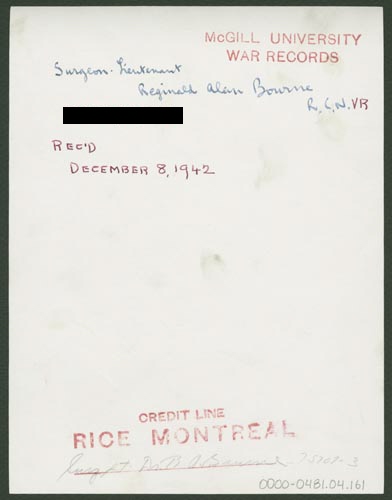 McGILL UNIVERSITY
WAR RECORDS
Surgeon-Lieutenant
Reginald Alan Bourne
R.C.N.VR
REC'D
DECEMBER 8, 1942
CREDIT LINE
RICE MONTREAL
0000-0481.04.161